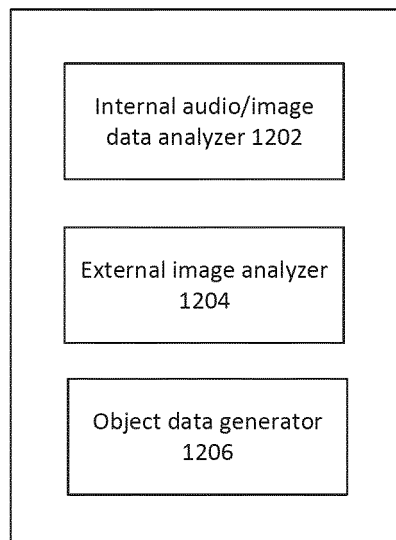 Internal audio/image
data analyzer 1202
External image analyzer
1204
Object data generator
1206